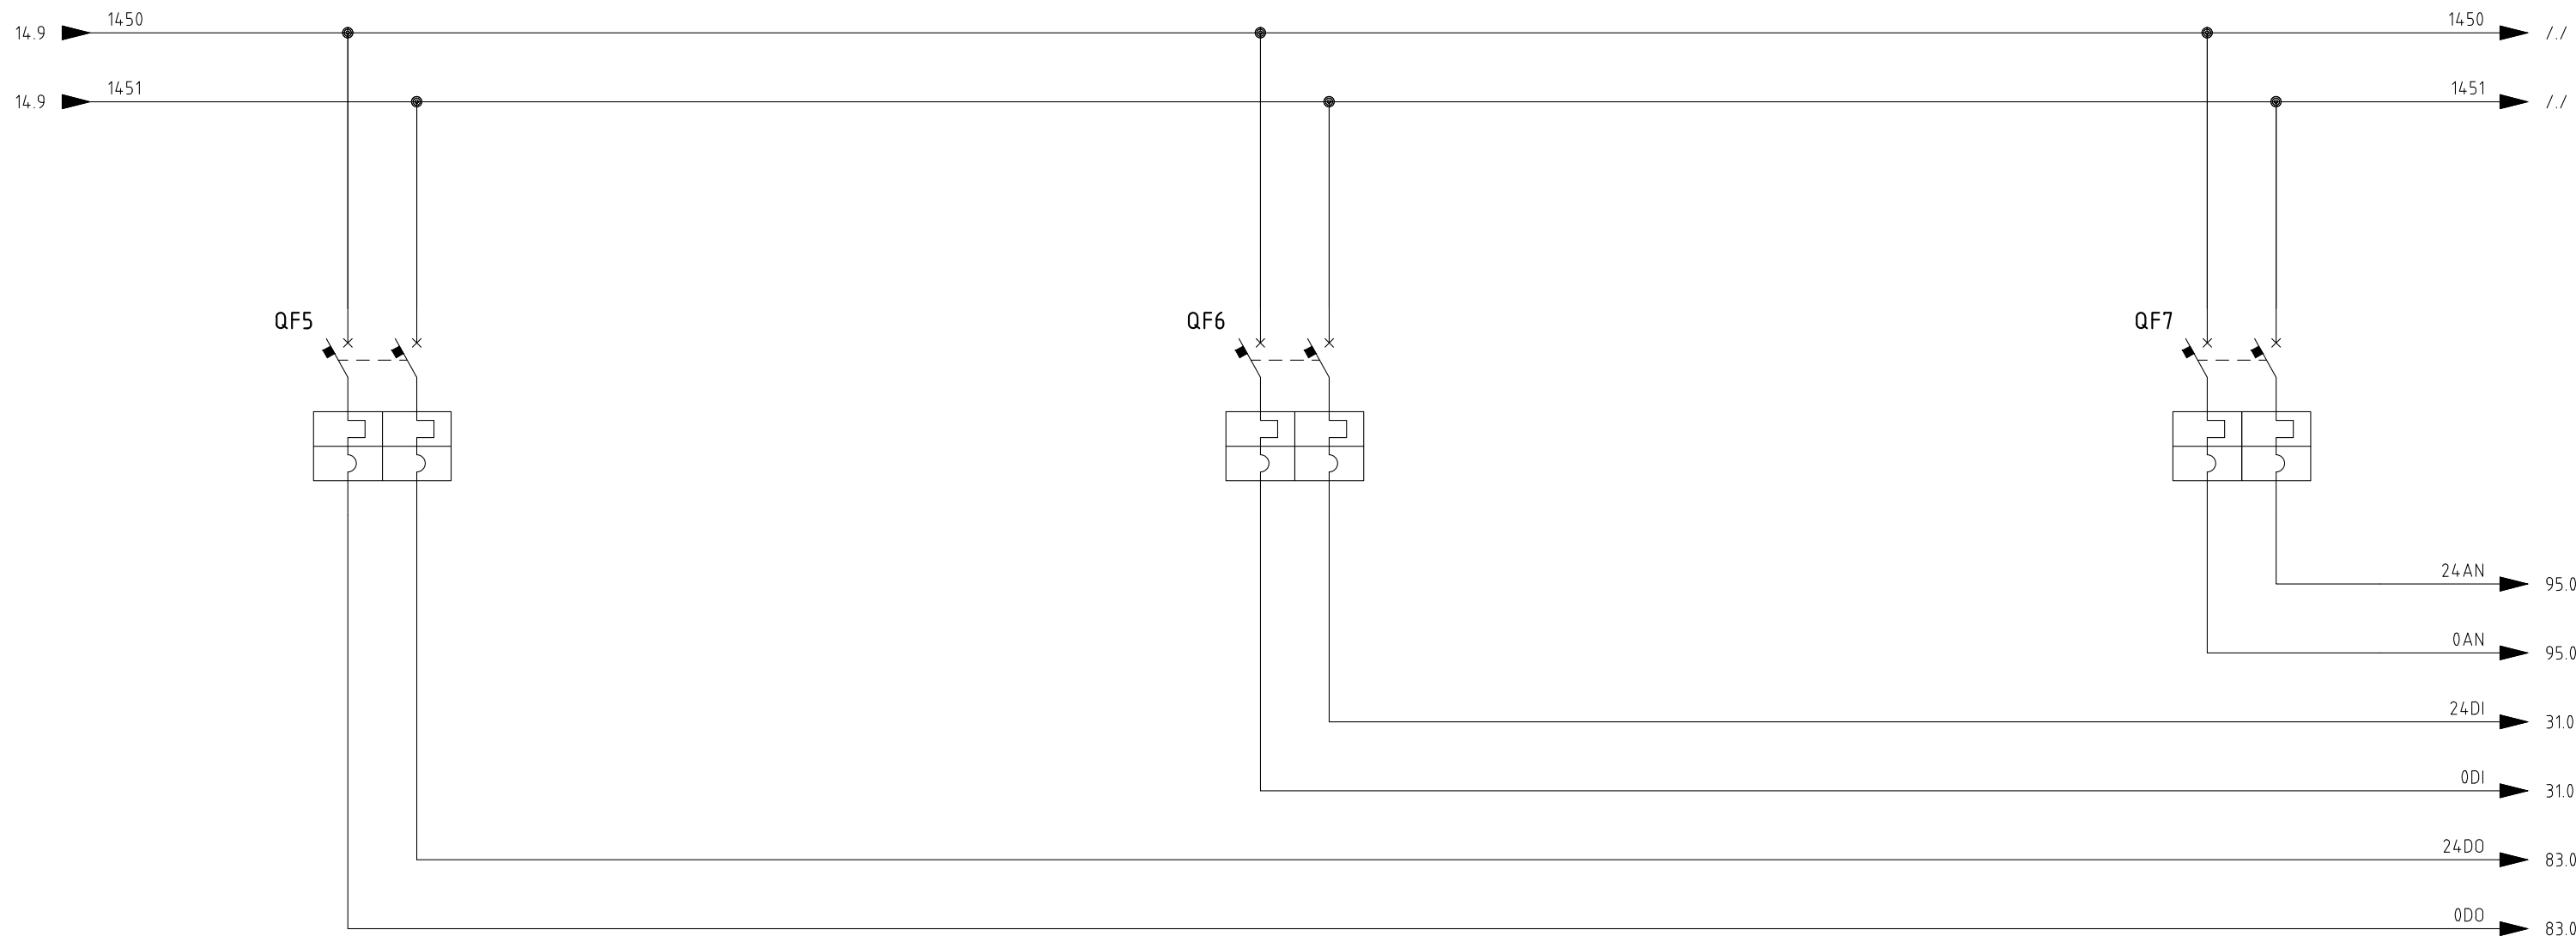 14.9 1450 1450 /./
14.9 1451 1451 /./
QF5 QF6 QF7
24AN 95.0
0AN 95.0
24DI 31.0
0DI 31.0
24DO 83.0
0DO 83.0